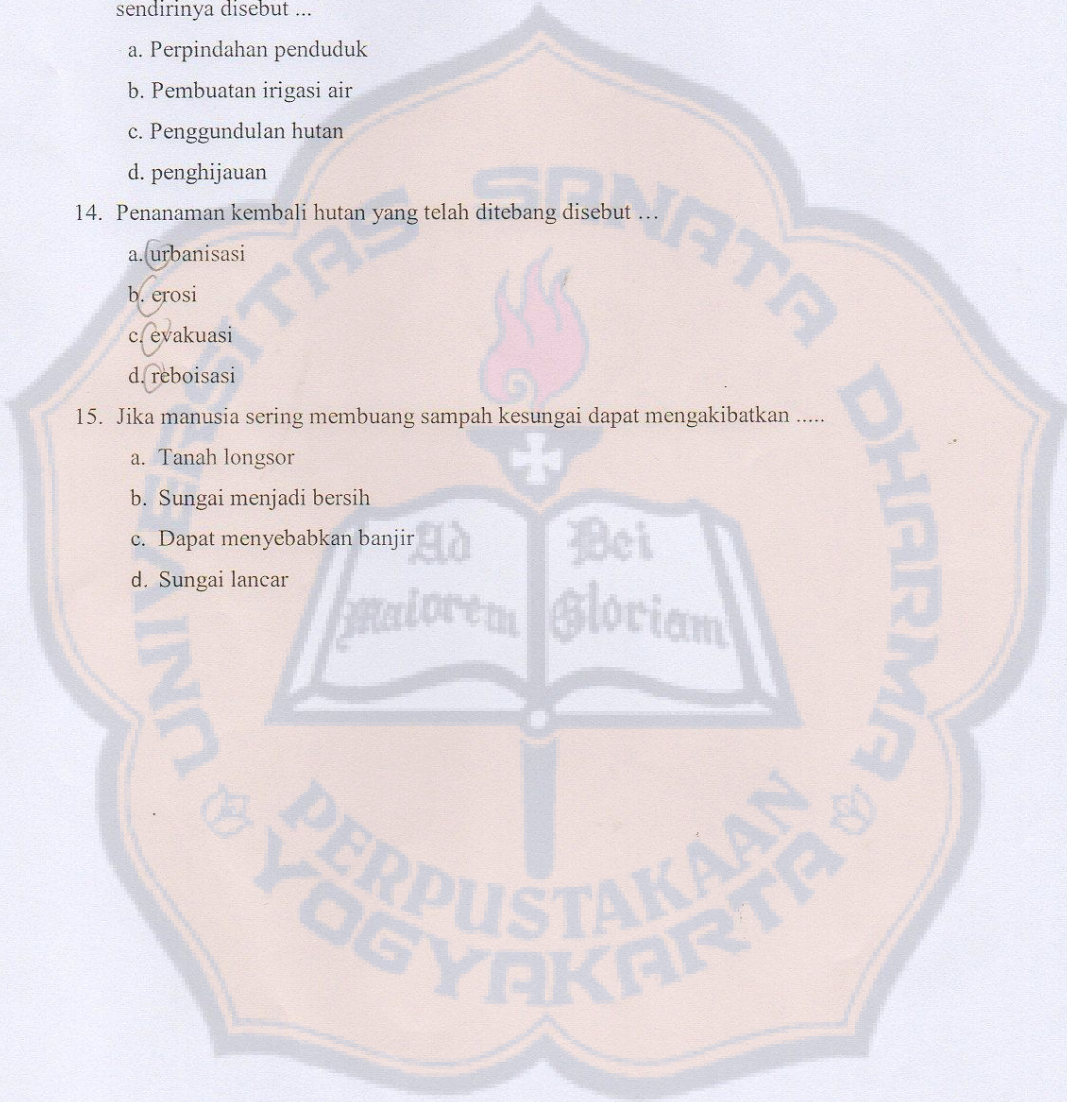 sendirinya disebut ...
a. Perpindahan penduduk
b. Pembuatan irigasi air
c. Penggundulan hutan
d. penghijauan
14. Penanaman kembali hutan yang telah ditebang disebut ...
a. urbanisasi
b. erosi
c. evakuasi
d. reboisasi
15. Jika manusia sering membuang sampah kesungai dapat mengakibatkan .....
a. Tanah longsor
b. Sungai menjadi bersih
c. Dapat menyebabkan banjir
d. Sungai lancar
UNIVERSITAS SANATA DHARMA
Ad Maiorem
Dei Gloriam
PERPUSTAKAAN
YOGYAKARTA